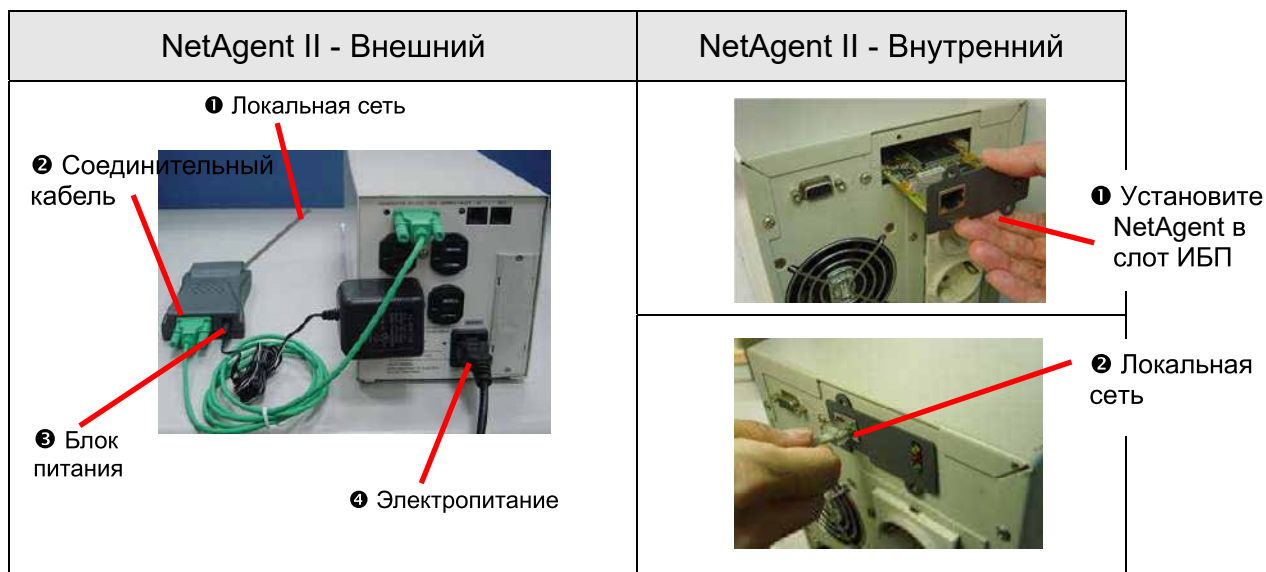 NetAgent II - Внешний
NetAgent II - Внутренний
❶ Локальная сеть
❷ Соединительный
кабель
❸ Блок
питания
❹ Электропитание
❶ Установите
NetAgent в
слот ИБП
❷ Локальная
сеть